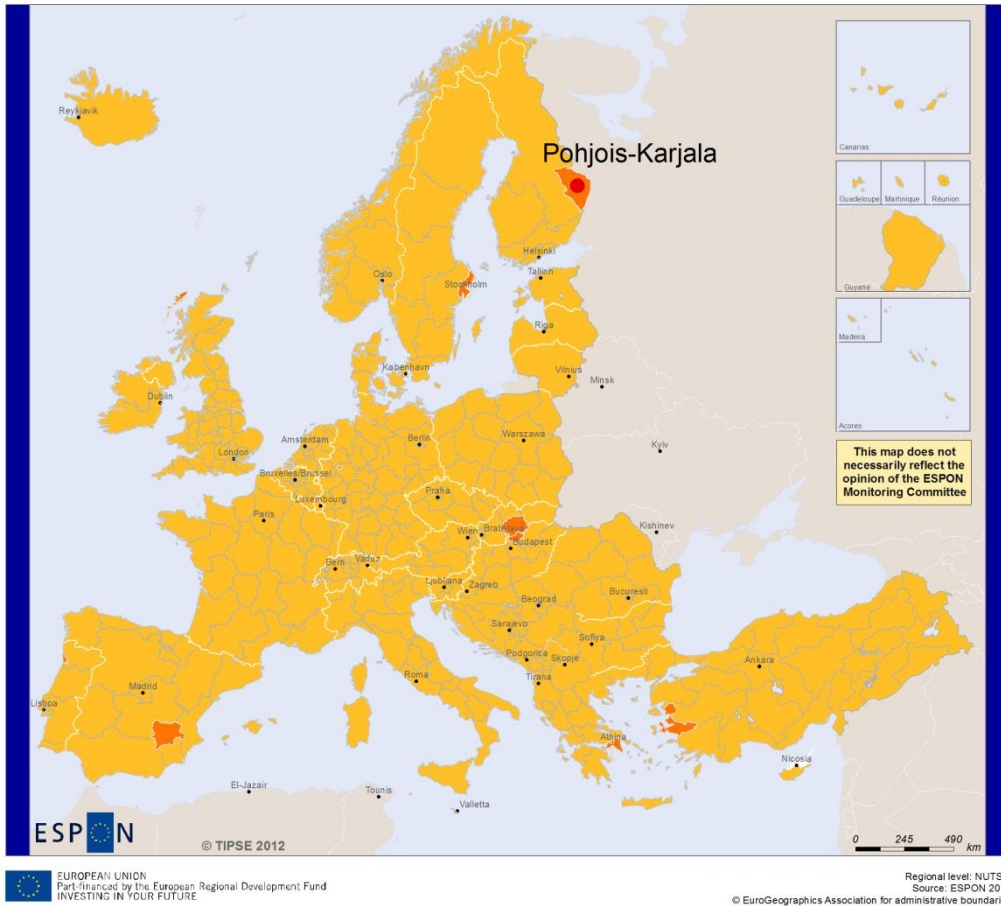 Reykjavik
Canarias
Pohjois-Karjala
Guadeloupe
Martinique
Réunion
Helsinki
Tallinn
Oslo
Stockholm
Guyane
Madeira
Riga
København
Vilnius
Minsk
Dublin
Acores
Berlin
Warszawa
Amsterdam
London
Kyiv
This map does not
necessarily reflect the
opinion of the ESPON
Monitoring Committee
Bruxelles/Brussel
Praha
Luxembourg
Paris
Kishinev
Wien
Bratislava
Budapest
Vaduz
Bern
Ljubljana
Zagreb
Beograd
Bucuresti
Sarajevo
Sofiya
Podgorica
Skopje
Ankara
Roma
Tirana
Madrid
Lisboa
Athina
Nicosia
El-Jazair
Tounis
Valletta
ESPON
© TIPSE 2012
0 245 490
km
EUROPEAN UNION
Part-financed by the European Regional Development Fund
INVESTING IN YOUR FUTURE
Regional level: NUTS
Source: ESPON 20
© EuroGeographics Association for administrative boundari